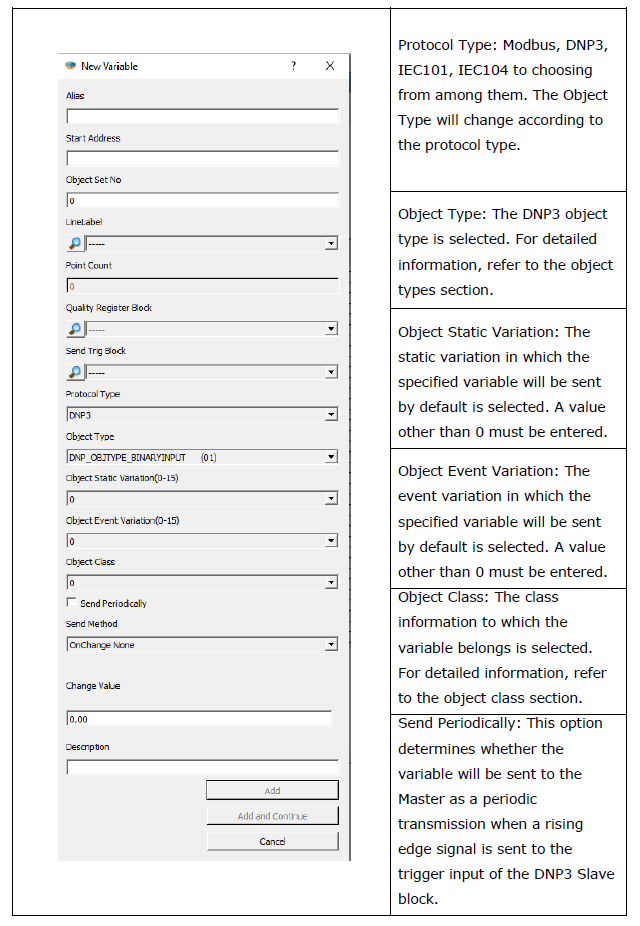 New Variable
?
X
Alias
Start Address
Object Set No
0
LineLabel
-----
Point Count
0
Quality Register Block
-----
Send Trig Block
-----
Protocol Type
DNP3
Object Type
DNP_OBJTYPE_BINARYINPUT (01)
Object Static Variation(0-15)
0
Object Event Variation(0-15)
0
Object Class
0
Send Periodically
Send Method
OnChange None
Change Value
0,00
Description
Add
Add and Continue
Cancel
Protocol Type: Modbus, DNP3,
IEC101, IEC104 to choosing
from among them. The Object
Type will change according to
the protocol type.
Object Type: The DNP3 object
type is selected. For detailed
information, refer to the object
types section.
Object Static Variation: The
static variation in which the
specified variable will be sent
by default is selected. A value
other than 0 must be entered.
Object Event Variation: The
event variation in which the
specified variable will be sent
by default is selected. A value
other than 0 must be entered.
Object Class: The class
information to which the
variable belongs is selected.
For detailed information, refer
to the object class section.
Send Periodically: This option
determines whether the
variable will be sent to the
Master as a periodic
transmission when a rising
edge signal is sent to the
trigger input of the DNP3 Slave
block.